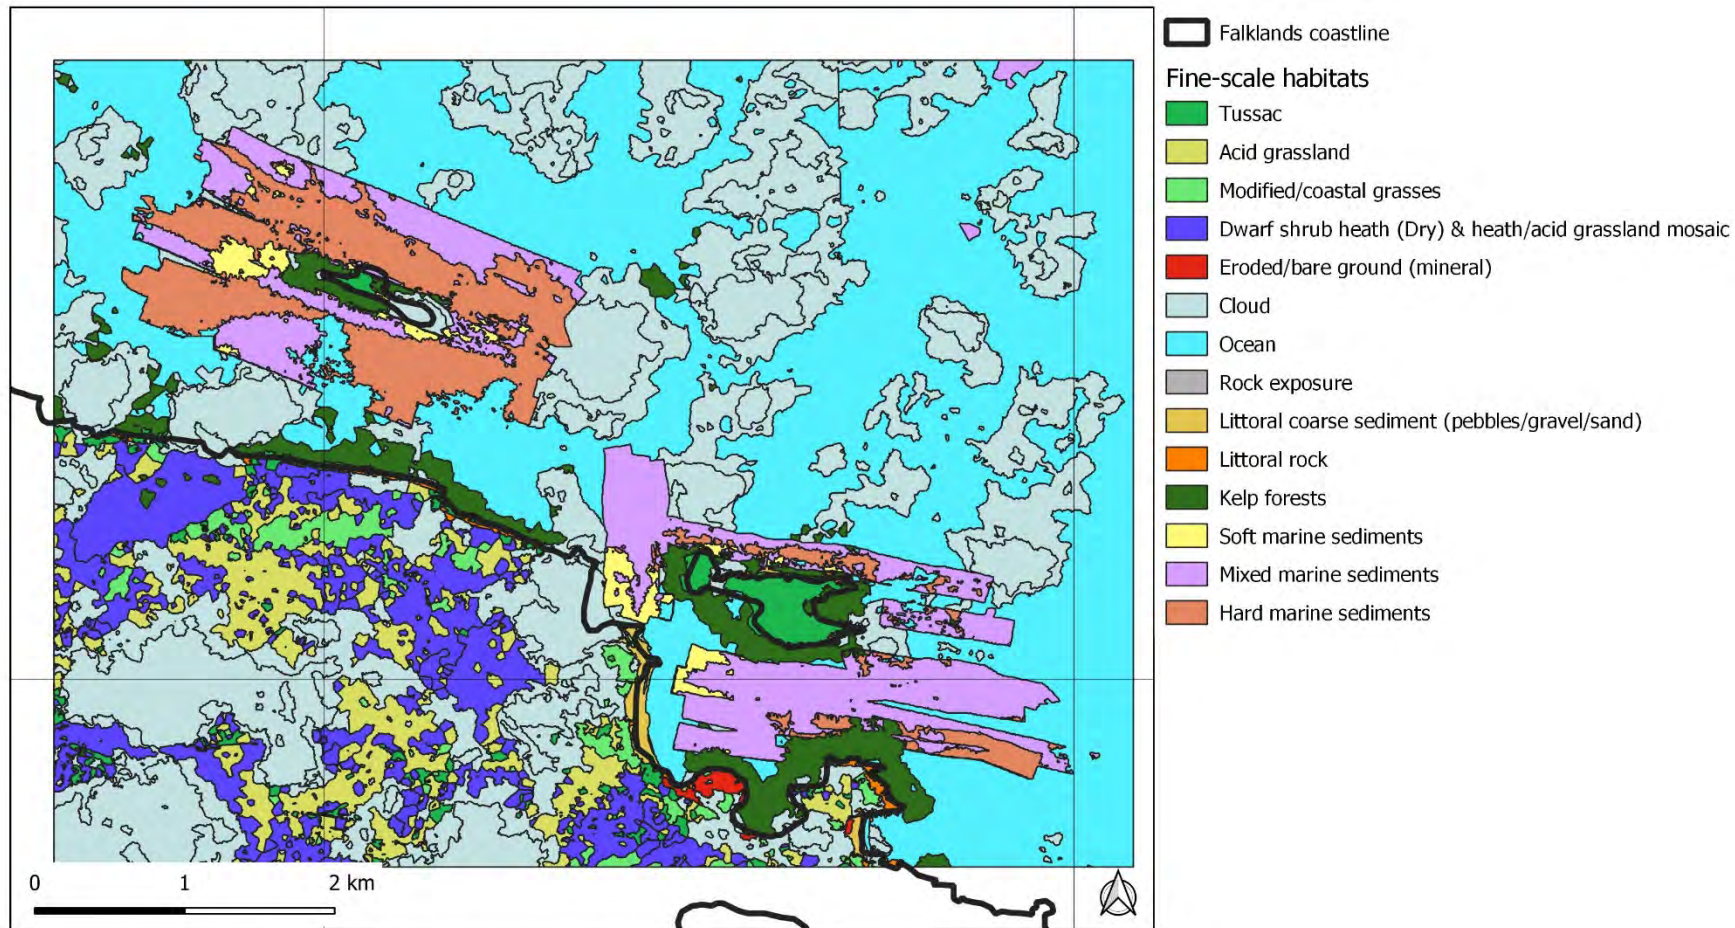 Falklands coastline
Fine-scale habitats
Tussac
Acid grassland
Modified/coastal grasses
Dwarf shrub heath (Dry) & heath/acid grassland mosaic
Eroded/bare ground (mineral)
Cloud
Ocean
Rock exposure
Littoral coarse sediment (pebbles/gravel/sand)
Littoral rock
Kelp forests
Soft marine sediments
Mixed marine sediments
Hard marine sediments
0 1 2 km